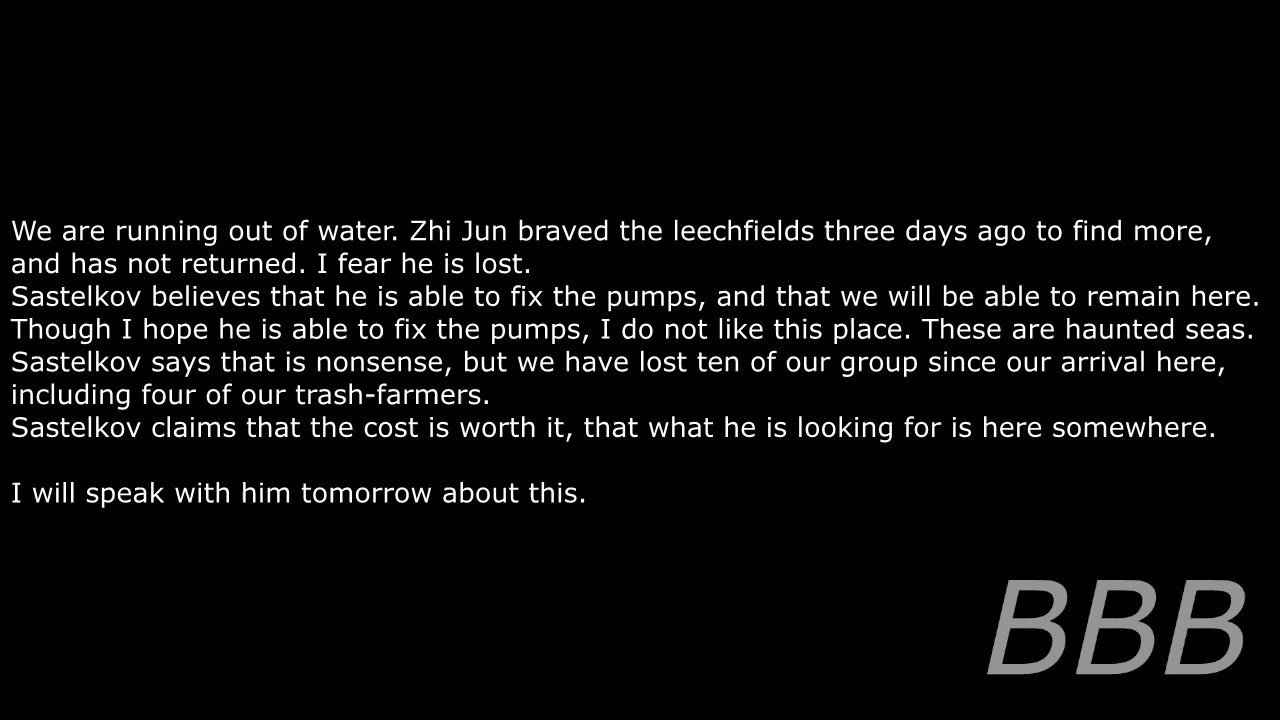 We are running out of water. Zhi Jun braved the leechfields three days ago to find more,
and has not returned. I fear he is lost.
Sastelkov believes that he is able to fix the pumps, and that we will be able to remain here.
Though I hope he is able to fix the pumps, I do not like this place. These are haunted seas.
Sastelkov says that is nonsense, but we have lost ten of our group since our arrival here,
including four of our trash-farmers.
Sastelkov claims that the cost is worth it, that what he is looking for is here somewhere.
I will speak with him tomorrow about this.
BBB